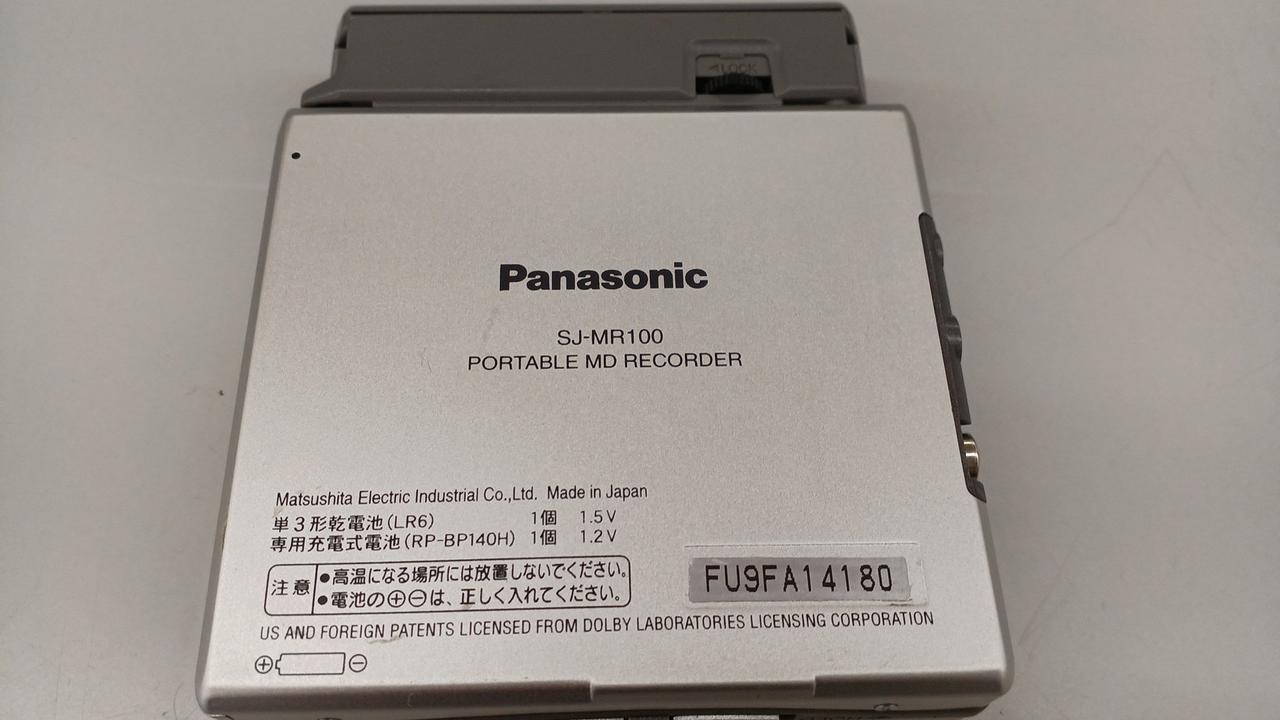 ◁LOCK
Panasonic
SJ-MR100
PORTABLE MD RECORDER
Matsushita Electric Industrial Co.,Ltd. Made in Japan
単3形乾電池(LR6) 1個 1.5V
専用充電式電池(RP-BP140H) 1個 1.2V
注意
●高温になる場所には放置しないでください。
●電池の⊕⊖は、正しく入れてください。
FU9FA14180
US AND FOREIGN PATENTS LICENSED FROM DOLBY LABORATORIES LICENSING CORPORATION
⊕ ⊖